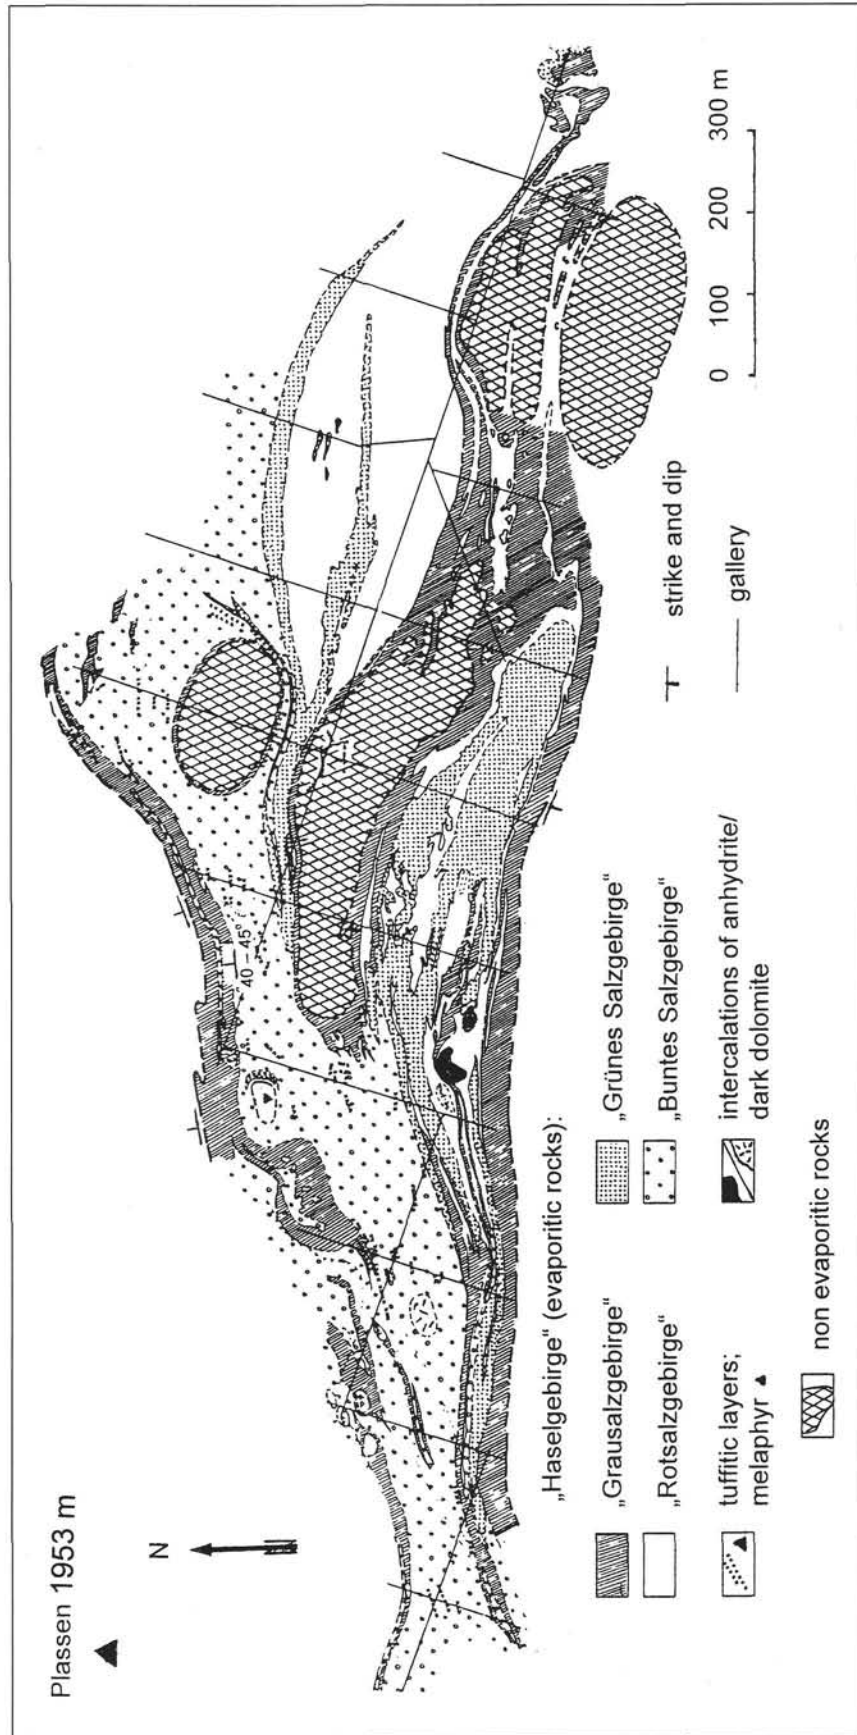 Plassen 1953 m
N
40 – 45°
„Haselgebirge“ (evaporitic rocks):
„Grausalzgebirge“
„Rotsalzgebirge“
„Grünes Salzgebirge“
„Buntes Salzgebirge“
tuffitic layers;
melaphyr
intercalations of anhydrite/
dark dolomite
non evaporitic rocks
strike and dip
gallery
0 100 200 300 m